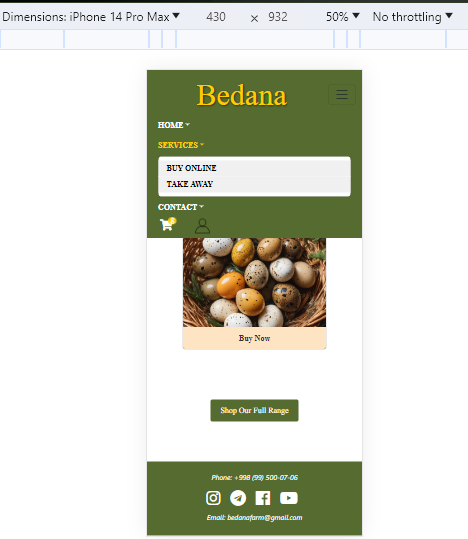 Dimensions: iPhone 14 Pro Max ▼ 430 × 932 50% ▼ No throttling ▼
Bedana
HOME
SERVICES
BUY ONLINE
TAKE AWAY
CONTACT
Buy Now
Shop Our Full Range
Phone: +998 (99) 500-07-06
Email: bedanafarm@gmail.com